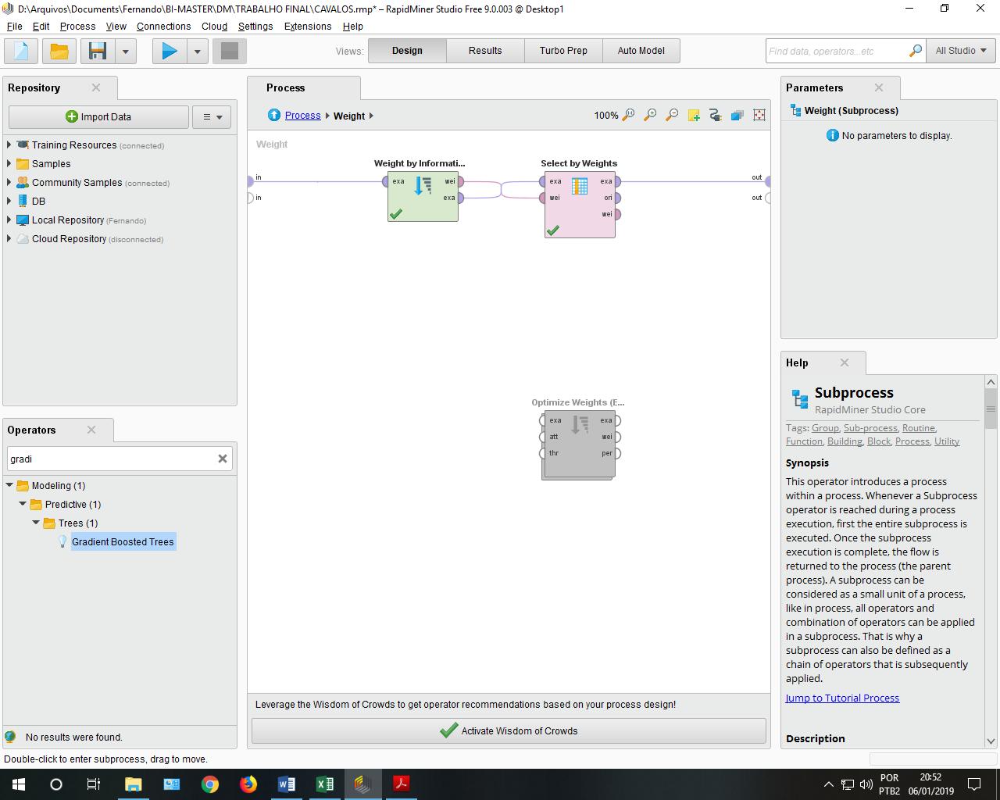 D:\Arquivos\Documents\Fernando\BI-MASTER\DM\TRABALHO FINAL\CAVALOS.rmp* – RapidMiner Studio Free 9.0.003 @ Desktop1
File Edit Process View Connections Cloud Settings Extensions Help
Views: Design Results Turbo Prep Auto Model Find data, operators...etc All Studio
Repository
Import Data
Training Resources (connected)
Samples
Community Samples (connected)
DB
Local Repository (Fernando)
Cloud Repository (disconnected)
Operators
gradi
Modeling (1)
Predictive (1)
Trees (1)
Gradient Boosted Trees
No results were found.
Double-click to enter subprocess, drag to move.
Process
Process Weight 100%
Weight
Weight by Informati... Select by Weights
in exa wei exa exa out
in exa wei ori out
wei
Optimize Weights (E...
exa exa
att wei
thr per
Leverage the Wisdom of Crowds to get operator recommendations based on your process design!
Activate Wisdom of Crowds
Parameters
Weight (Subprocess)
No parameters to display.
Help
Subprocess
RapidMiner Studio Core
Tags: Group, Sub-process, Routine,
Function, Building, Block, Process, Utility
Synopsis
This operator introduces a process
within a process. Whenever a Subprocess
operator is reached during a process
execution, first the entire subprocess is
executed. Once the subprocess
execution is complete, the flow is
returned to the process (the parent
process). A subprocess can be
considered as a small unit of a process,
like in process, all operators and
combination of operators can be applied
in a subprocess. That is why a
subprocess can also be defined as a
chain of operators that is subsequently
applied.
Jump to Tutorial Process
Description
POR
PTB2
20:52
06/01/2019